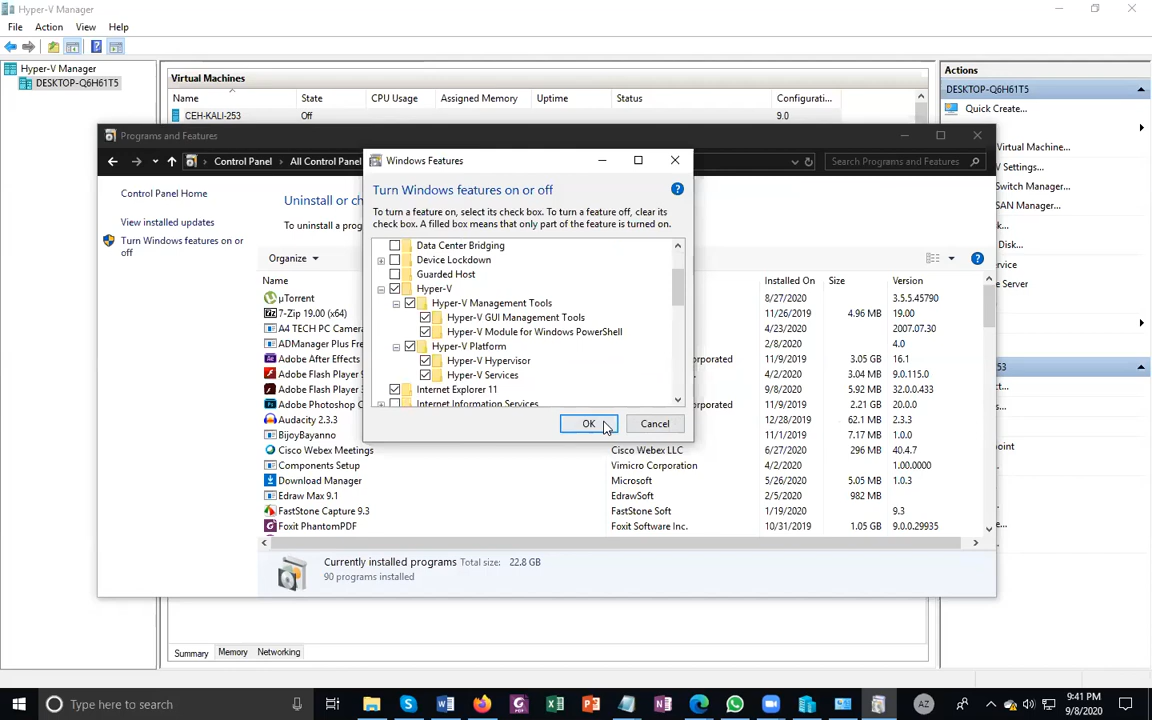 Hyper-V Manager
File Action View Help
Hyper-V Manager
DESKTOP-Q6H61T5
Virtual Machines
Name State CPU Usage Assigned Memory Uptime Status Configurati...
CEH-KALI-253 Off 9.0
Actions
DESKTOP-Q6H61T5
Quick Create...
Virtual Machine...
Settings...
Switch Manager...
SAN Manager...
Disk...
Programs and Features
Control Panel All Control Panel
Search Programs and Features
Control Panel Home
View installed updates
Turn Windows features on or
off
Uninstall or ch
To uninstall a prog
Organize
Name Installed On Size Version
µTorrent 8/27/2020 3.5.5.45790
7-Zip 19.00 (x64) 11/26/2019 4.96 MB 19.00
A4 TECH PC Camera 4/23/2020 2007.07.30
ADManager Plus Fre 4.0
Adobe After Effects orporated 11/9/2019 3.05 GB 16.1
Adobe Flash Player corporated 11/9/2019 3.04 MB 9.0.115.0
Adobe Flash Player corporated 9/8/2020 5.92 MB 32.0.0.433
Adobe Photoshop C orporated 11/9/2019 2.21 GB 20.0.0
Audacity 2.3.3 12/28/2019 62.1 MB 2.3.3
BijoyBayanno 11/1/2019 7.17 MB 1.0.0
Cisco Webex Meetings Cisco Webex LLC 6/27/2020 296 MB 40.4.7
Components Setup Vimicro Corporation 4/2/2020 1.00.0000
Download Manager Microsoft 5/26/2020 5.05 MB 1.0.3
Edraw Max 9.1 EdrawSoft 2/5/2020 982 MB
FastStone Capture 9.3 FastStone Soft 1/19/2020 9.3
Foxit PhantomPDF Foxit Software Inc. 10/31/2019 1.05 GB 9.0.0.29935
Currently installed programs Total size: 22.8 GB
90 programs installed
Windows Features
Turn Windows features on or off
To turn a feature on, select its check box. To turn a feature off, clear its
check box. A filled box means that only part of the feature is turned on.
Data Center Bridging
Device Lockdown
Guarded Host
Hyper-V
Hyper-V Management Tools
Hyper-V GUI Management Tools
Hyper-V Module for Windows PowerShell
Hyper-V Platform
Hyper-V Hypervisor
Hyper-V Services
Internet Explorer 11
Internet Information Services
OK Cancel
Summary Memory Networking
Type here to search
AZ
9:41 PM
9/8/2020